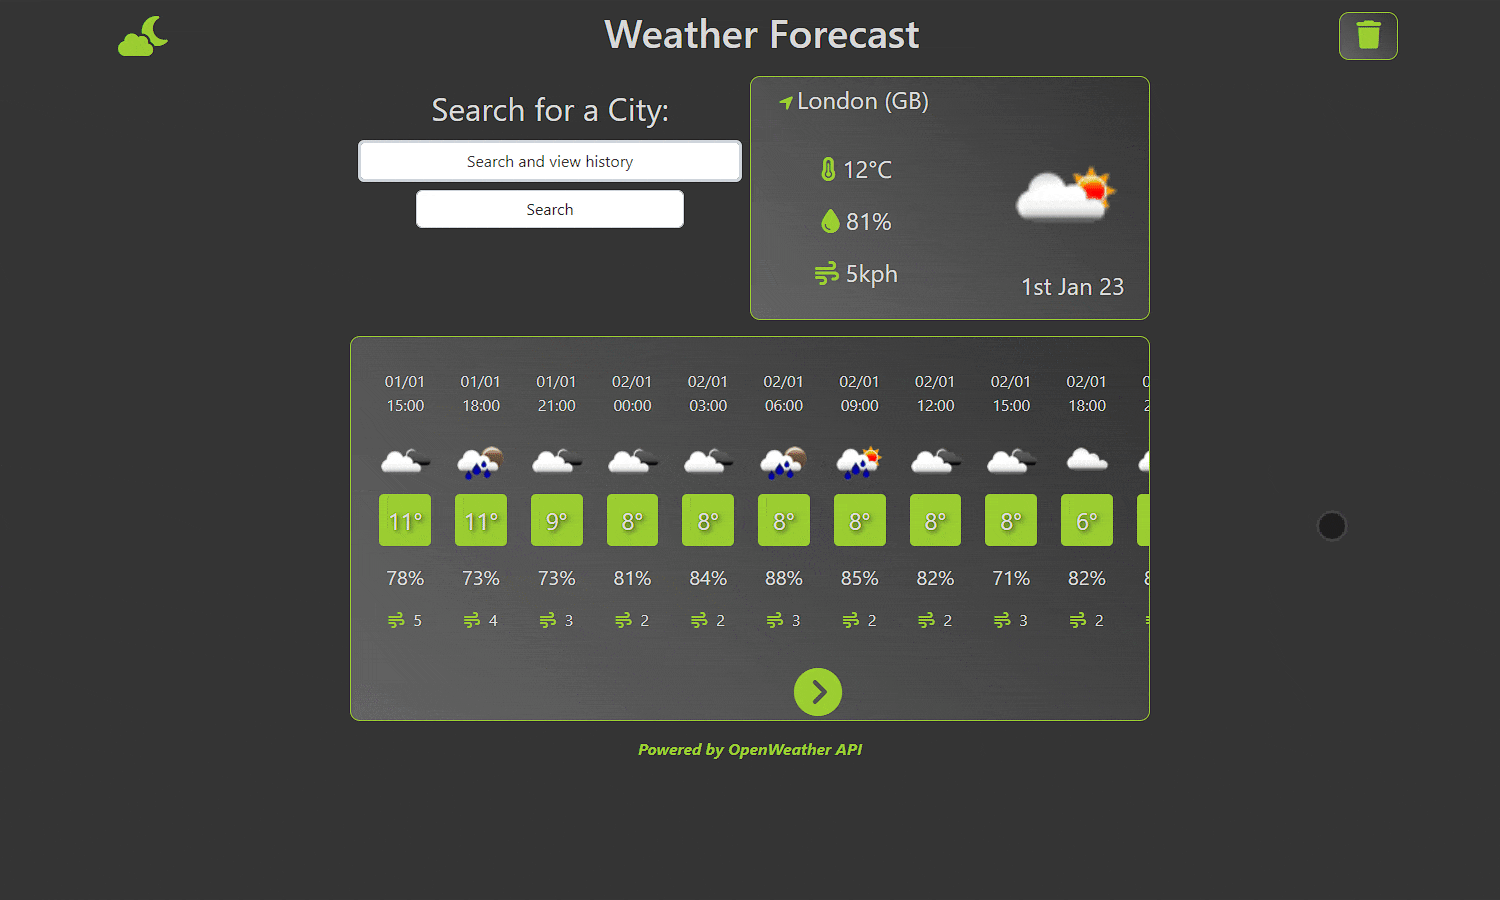 Weather Forecast
Search for a City:
Search and view history
Search
London (GB)
12°C
81%
5kph
1st Jan 23
01/01 01/01 01/01 02/01 02/01 02/01 02/01 02/01 02/01 02/01
15:00 18:00 21:00 00:00 03:00 06:00 09:00 12:00 15:00 18:00
11° 11° 9° 8° 8° 8° 8° 8° 8° 6°
78% 73% 73% 81% 84% 88% 85% 82% 71% 82%
5 4 3 2 2 3 2 2 3 2
Powered by OpenWeather API